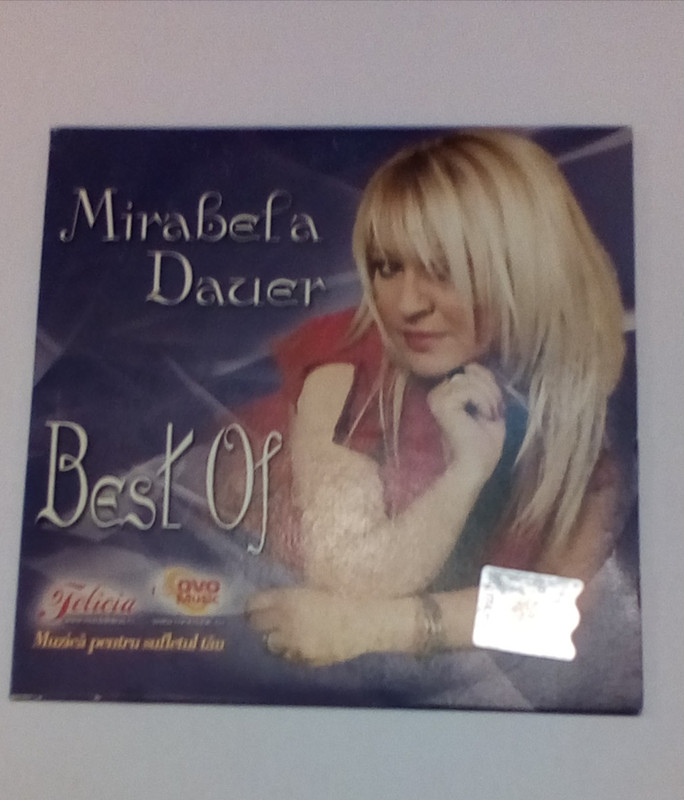 Mirabela
Dauer
Best Of
Felicia
OVO
MUSIC
Muzică pentru sufletul tău